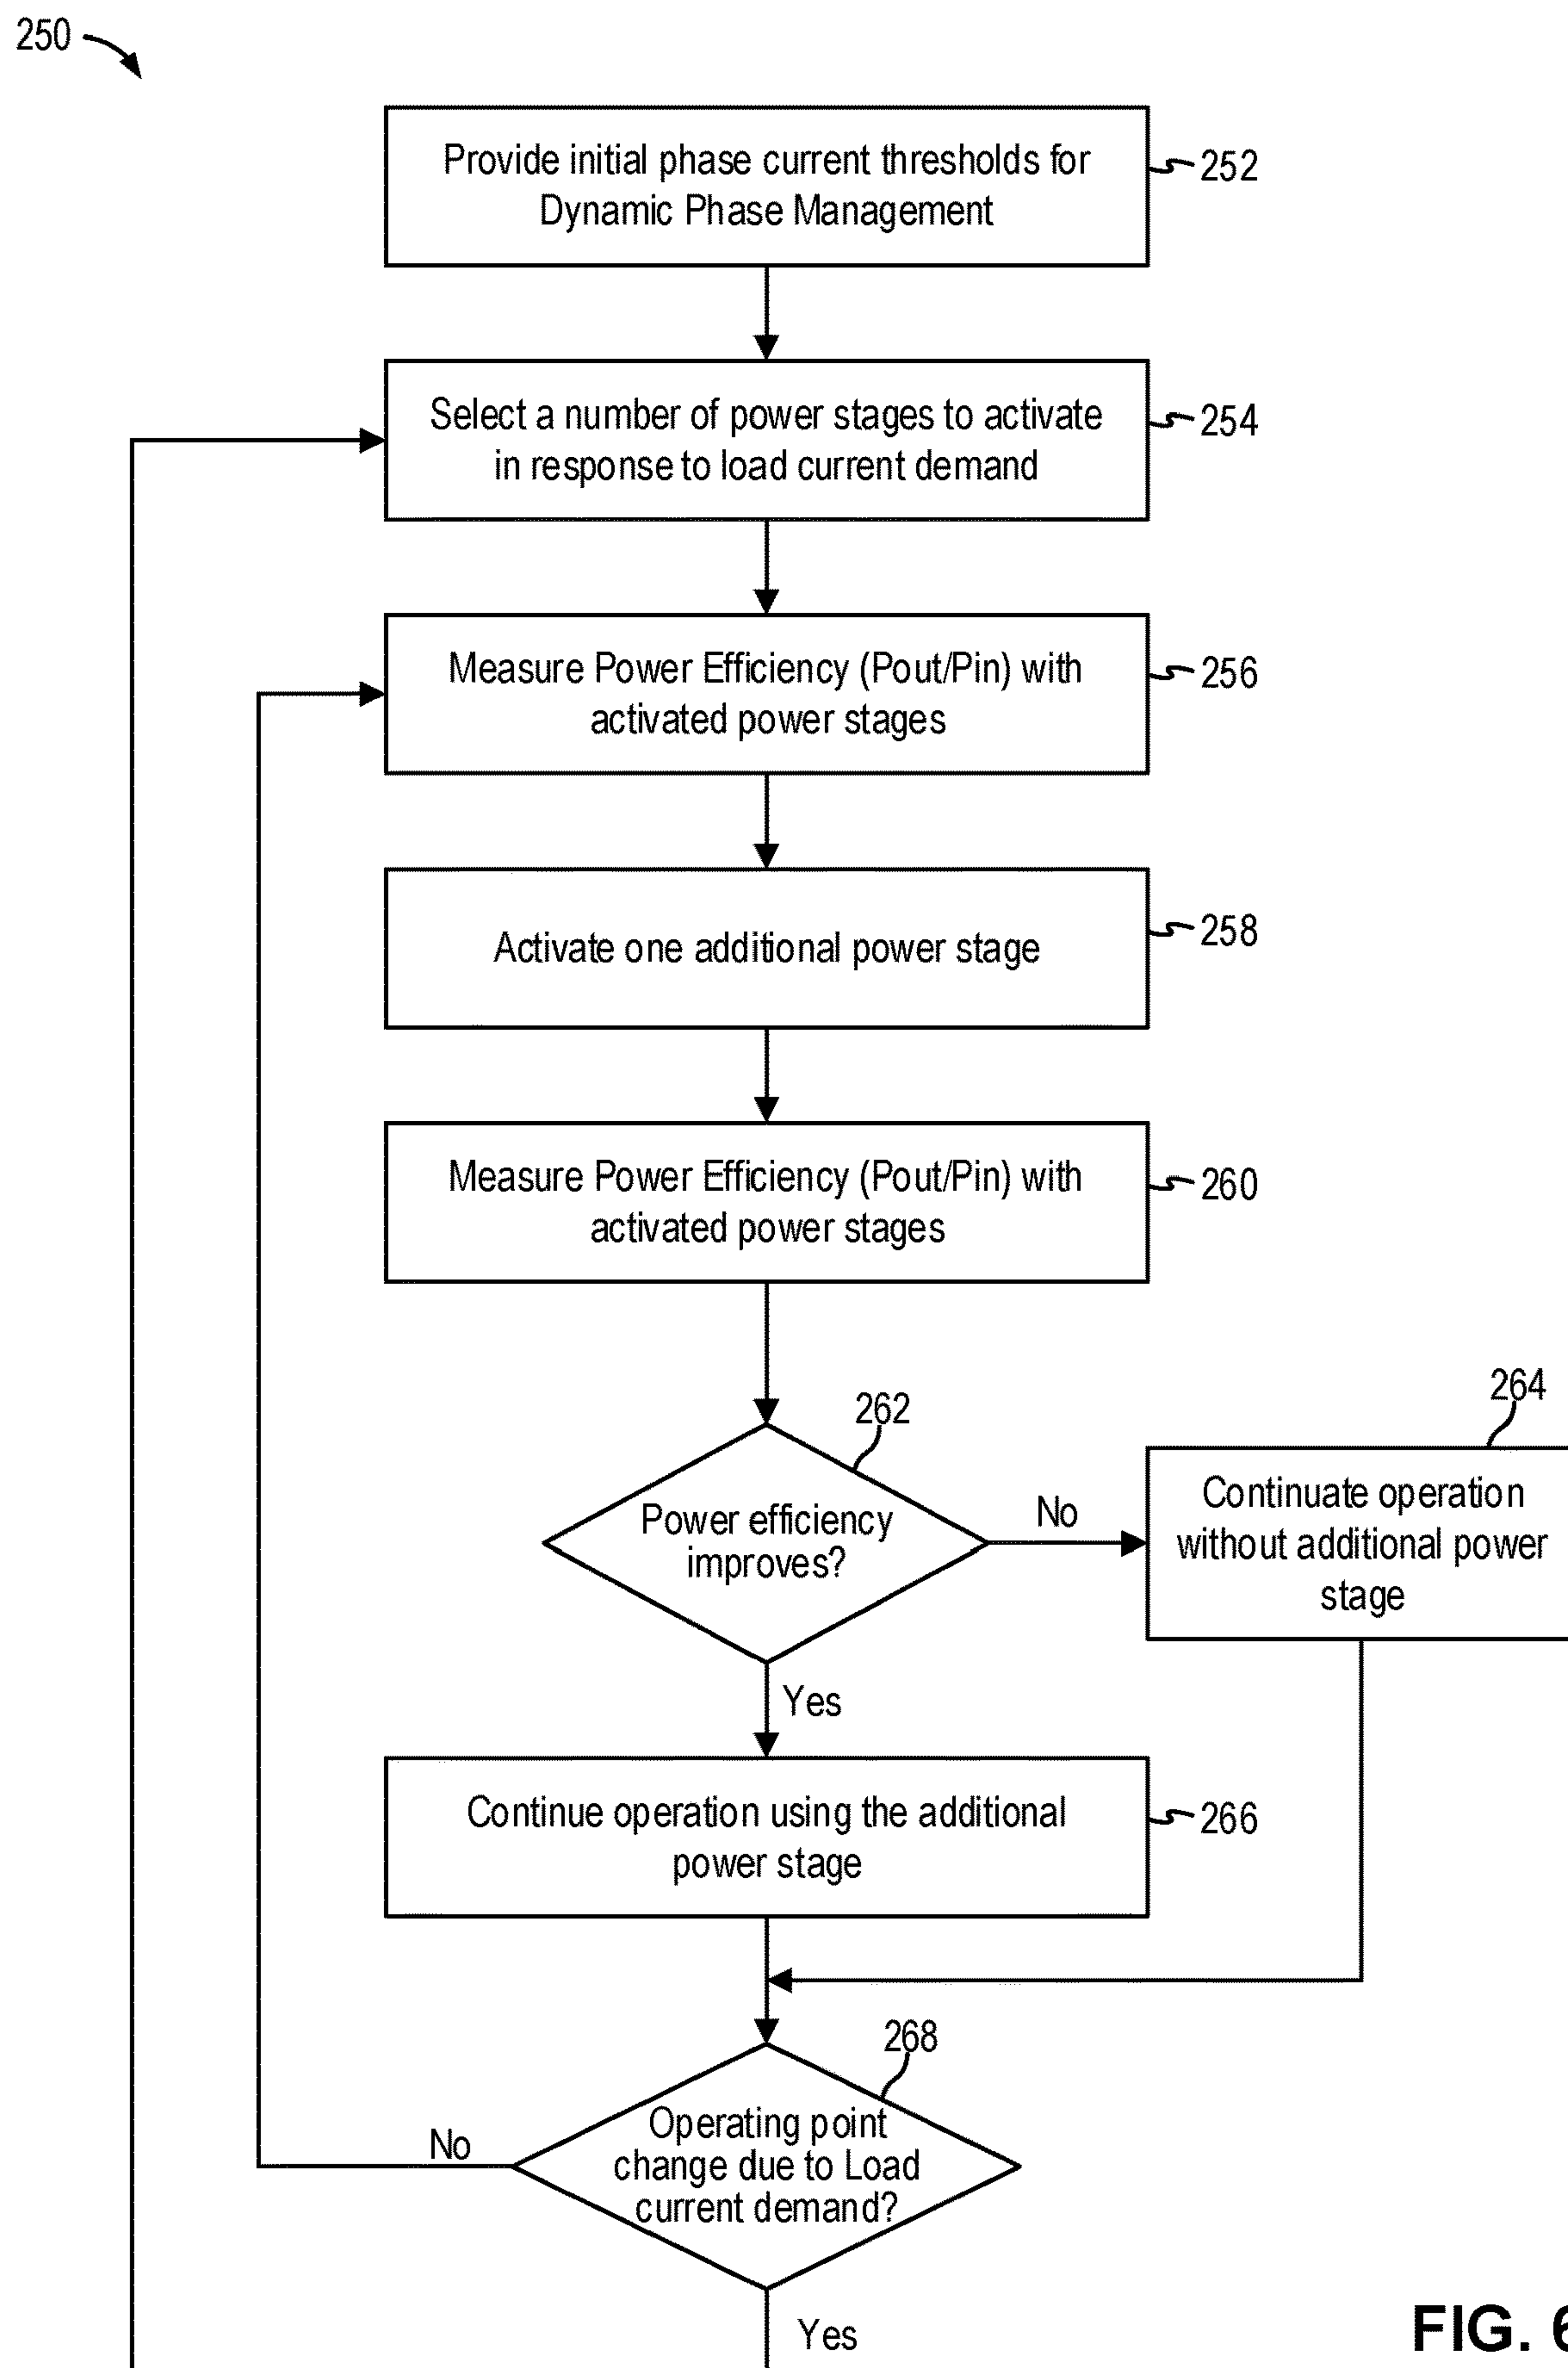 250
Provide initial phase current thresholds for
Dynamic Phase Management
252
Select a number of power stages to activate
in response to load current demand
254
Measure Power Efficiency (Pout/Pin) with
activated power stages
256
Activate one additional power stage
258
Measure Power Efficiency (Pout/Pin) with
activated power stages
260
262
264
Power efficiency
improves?
No
Continuate operation
without additional power
stage
Yes
Continue operation using the additional
power stage
266
268
Operating point
change due to Load
current demand?
No
Yes
FIG. 6